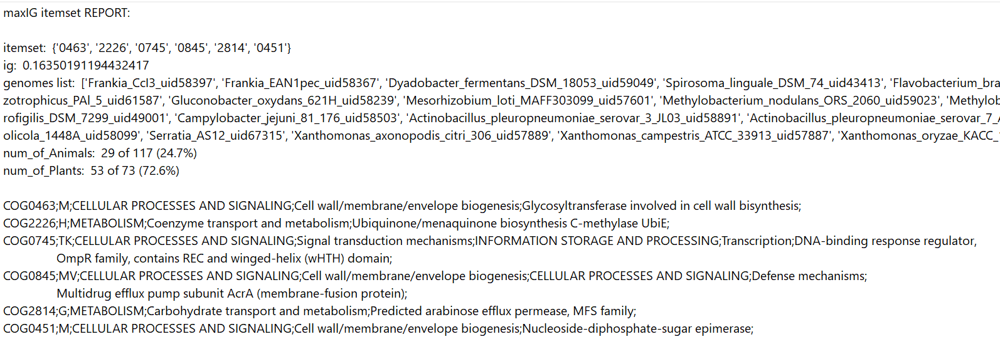 maxIG itemset REPORT:
itemset:  {'0463', '2226', '0745', '0845', '2814', '0451'}
ig:  0.16350191194432417
genomes list:  ['Frankia_CcI3_uid58397', 'Frankia_EAN1pec_uid58367', 'Dyadobacter_fermentans_DSM_18053_uid59049', 'Spirosoma_linguale_DSM_74_uid43413', 'Flavobacterium_bra
zotrophicus_PAl_5_uid61587', 'Gluconobacter_oxydans_621H_uid58239', 'Mesorhizobium_loti_MAFF303099_uid57601', 'Methylobacterium_nodulans_ORS_2060_uid59023', 'Methylob
rofigilis_DSM_7299_uid49001', 'Campylobacter_jejuni_81_176_uid58503', 'Actinobacillus_pleuropneumoniae_serovar_3_JL03_uid58891', 'Actinobacillus_pleuropneumoniae_serovar_7_A
olicola_1448A_uid58099', 'Serratia_AS12_uid67315', 'Xanthomonas_axonopodis_citri_306_uid57889', 'Xanthomonas_campestris_ATCC_33913_uid57887', 'Xanthomonas_oryzae_KACC_
num_of_Animals:  29 of 117 (24.7%)
num_of_Plants:  53 of 73 (72.6%)
COG0463;M;CELLULAR PROCESSES AND SIGNALING;Cell wall/membrane/envelope biogenesis;Glycosyltransferase involved in cell wall bisynthesis;
COG2226;H;METABOLISM;Coenzyme transport and metabolism;Ubiquinone/menaquinone biosynthesis C-methylase UbiE;
COG0745;TK;CELLULAR PROCESSES AND SIGNALING;Signal transduction mechanisms;INFORMATION STORAGE AND PROCESSING;Transcription;DNA-binding response regulator,
OmpR family, contains REC and winged-helix (wHTH) domain;
COG0845;MV;CELLULAR PROCESSES AND SIGNALING;Cell wall/membrane/envelope biogenesis;CELLULAR PROCESSES AND SIGNALING;Defense mechanisms;
Multidrug efflux pump subunit AcrA (membrane-fusion protein);
COG2814;G;METABOLISM;Carbohydrate transport and metabolism;Predicted arabinose efflux permease, MFS family;
COG0451;M;CELLULAR PROCESSES AND SIGNALING;Cell wall/membrane/envelope biogenesis;Nucleoside-diphosphate-sugar epimerase;